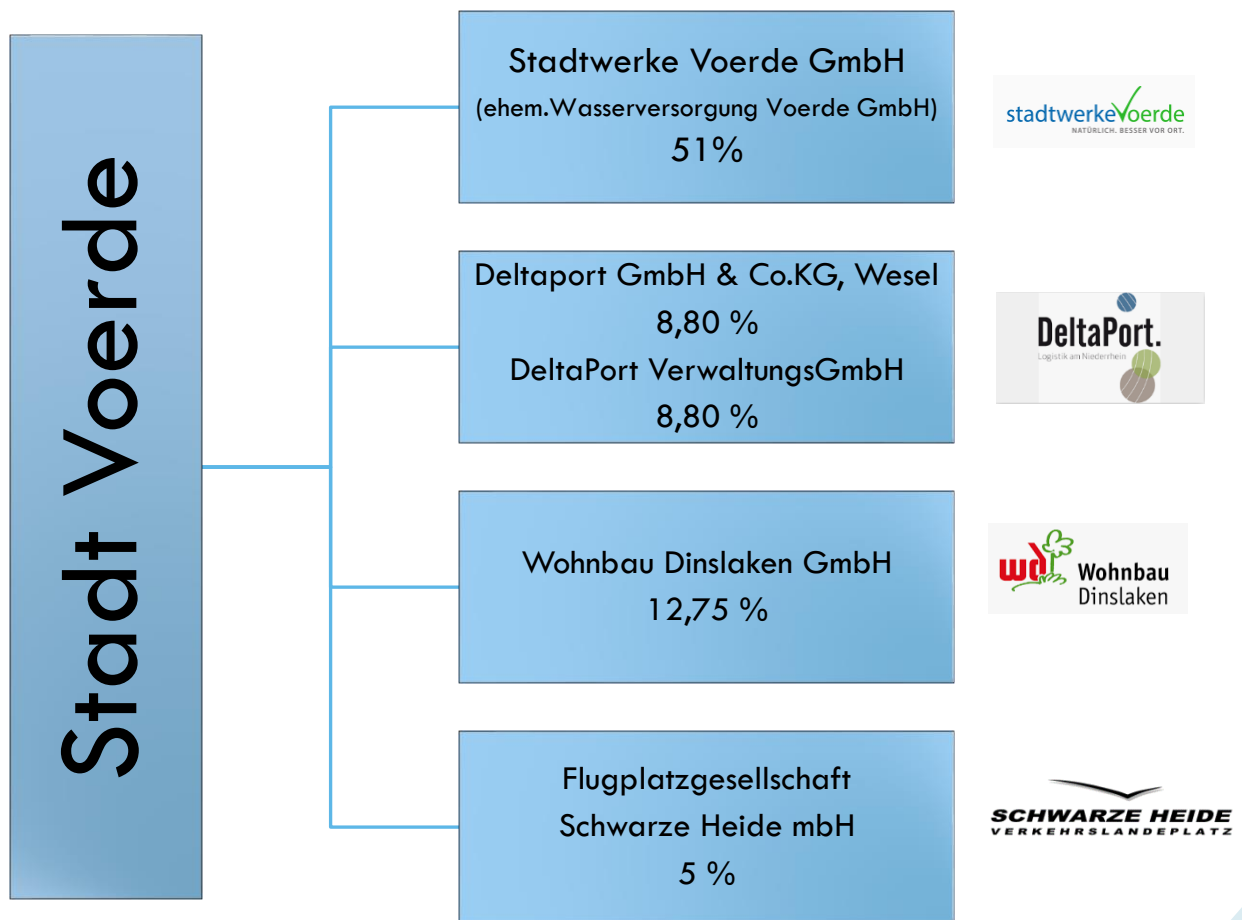 Stadt Voerde
Stadtwerke Voerde GmbH
(ehem.Wasserversorgung Voerde GmbH)
51%
stadtwerkeVoerde
NATÜRLICH. BESSER VOR ORT.
Deltaport GmbH & Co.KG, Wesel
8,80 %
DeltaPort VerwaltungsGmbH
8,80 %
DeltaPort.
Logistik am Niederrhein
Wohnbau Dinslaken GmbH
12,75 %
wd
Wohnbau
Dinslaken
Flugplatzgesellschaft
Schwarze Heide mbH
5 %
SCHWARZE HEIDE
VERKEHRSLANDEPLATZ